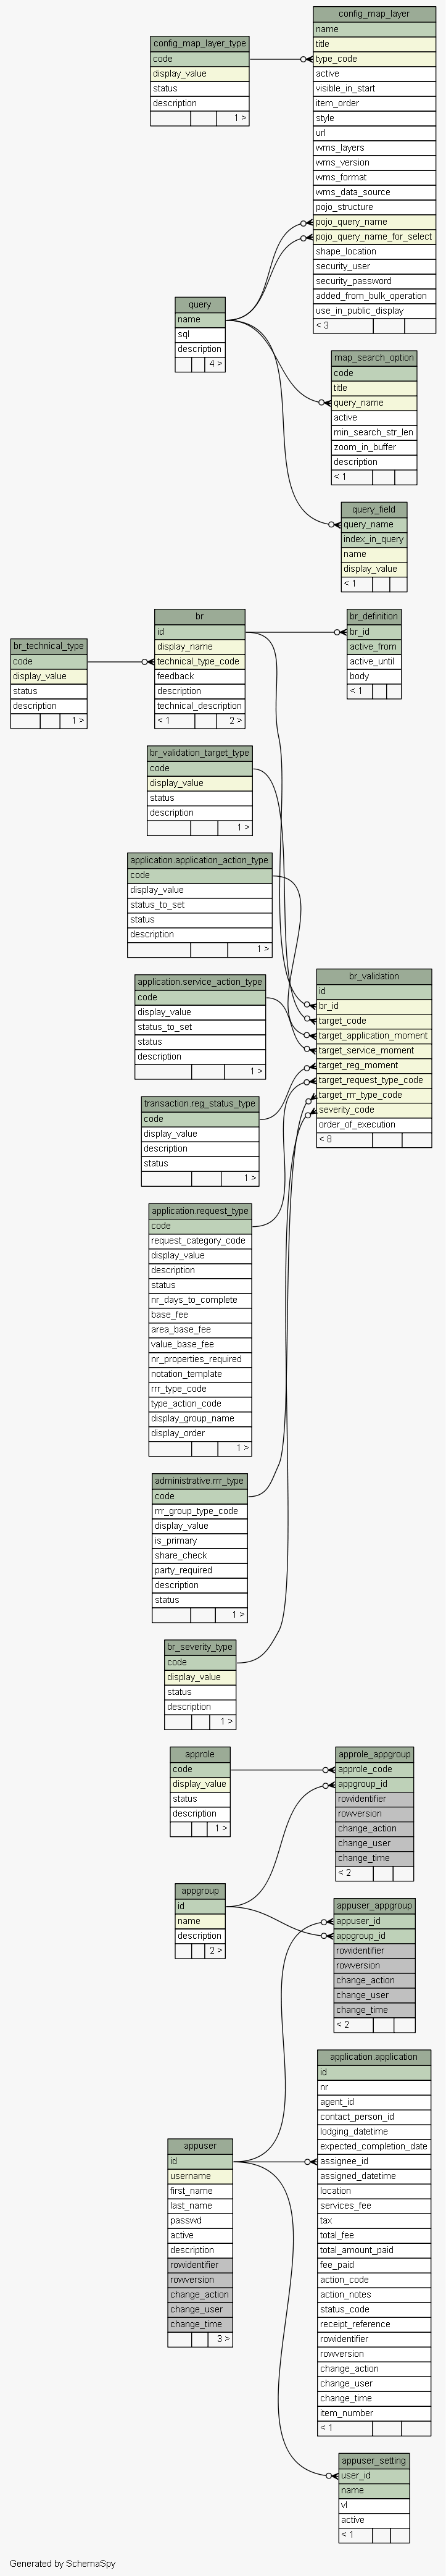 config_map_layer
name
title
type_code
active
visible_in_start
item_order
style
url
wms_layers
wms_version
wms_format
wms_data_source
pojo_structure
pojo_query_name
pojo_query_name_for_select
shape_location
security_user
security_password
added_from_bulk_operation
use_in_public_display
< 3
config_map_layer_type
code
display_value
status
description
1 >
query
name
sql
description
4 >
map_search_option
code
title
query_name
active
min_search_str_len
zoom_in_buffer
description
< 1
query_field
query_name
index_in_query
name
display_value
< 1
br
id
display_name
technical_type_code
feedback
description
technical_description
< 1 2 >
br_definition
br_id
active_from
active_until
body
< 1
br_technical_type
code
display_value
status
description
1 >
br_validation_target_type
code
display_value
status
description
1 >
application.application_action_type
code
display_value
status_to_set
status
description
1 >
br_validation
id
br_id
target_code
target_application_moment
target_service_moment
target_reg_moment
target_request_type_code
target_rrr_type_code
severity_code
order_of_execution
< 8
application.service_action_type
code
display_value
status_to_set
status
description
1 >
transaction.reg_status_type
code
display_value
description
status
1 >
application.request_type
code
request_category_code
display_value
description
status
nr_days_to_complete
base_fee
area_base_fee
value_base_fee
nr_properties_required
notation_template
rrr_type_code
type_action_code
display_group_name
display_order
1 >
administrative.rrr_type
code
rrr_group_type_code
display_value
is_primary
share_check
party_required
description
status
1 >
br_severity_type
code
display_value
status
description
1 >
approle
code
display_value
status
description
1 >
approle_appgroup
approle_code
appgroup_id
rowidentifier
rowversion
change_action
change_user
change_time
< 2
appgroup
id
name
description
2 >
appuser_appgroup
appuser_id
appgroup_id
rowidentifier
rowversion
change_action
change_user
change_time
< 2
application.application
id
nr
agent_id
contact_person_id
lodging_datetime
expected_completion_date
assignee_id
assigned_datetime
location
services_fee
tax
total_fee
total_amount_paid
fee_paid
action_code
action_notes
status_code
receipt_reference
rowidentifier
rowversion
change_action
change_user
change_time
item_number
< 1
appuser
id
username
first_name
last_name
passwd
active
description
rowidentifier
rowversion
change_action
change_user
change_time
3 >
appuser_setting
user_id
name
vl
active
< 1
Generated by SchemaSpy